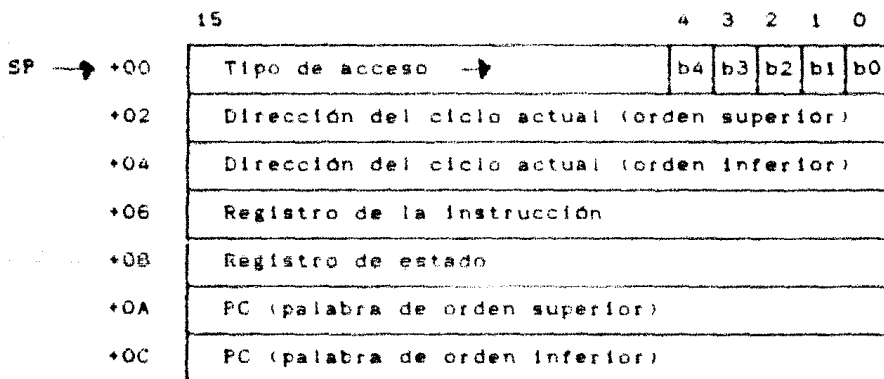 15 4 3 2 1 0
SP +00 Tipo de acceso b4 b3 b2 b1 b0
+02 Dirección del ciclo actual (orden superior)
+04 Dirección del ciclo actual (orden inferior)
+06 Registro de la instrucción
+08 Registro de estado
+0A PC (palabra de orden superior)
+0C PC (palabra de orden inferior)